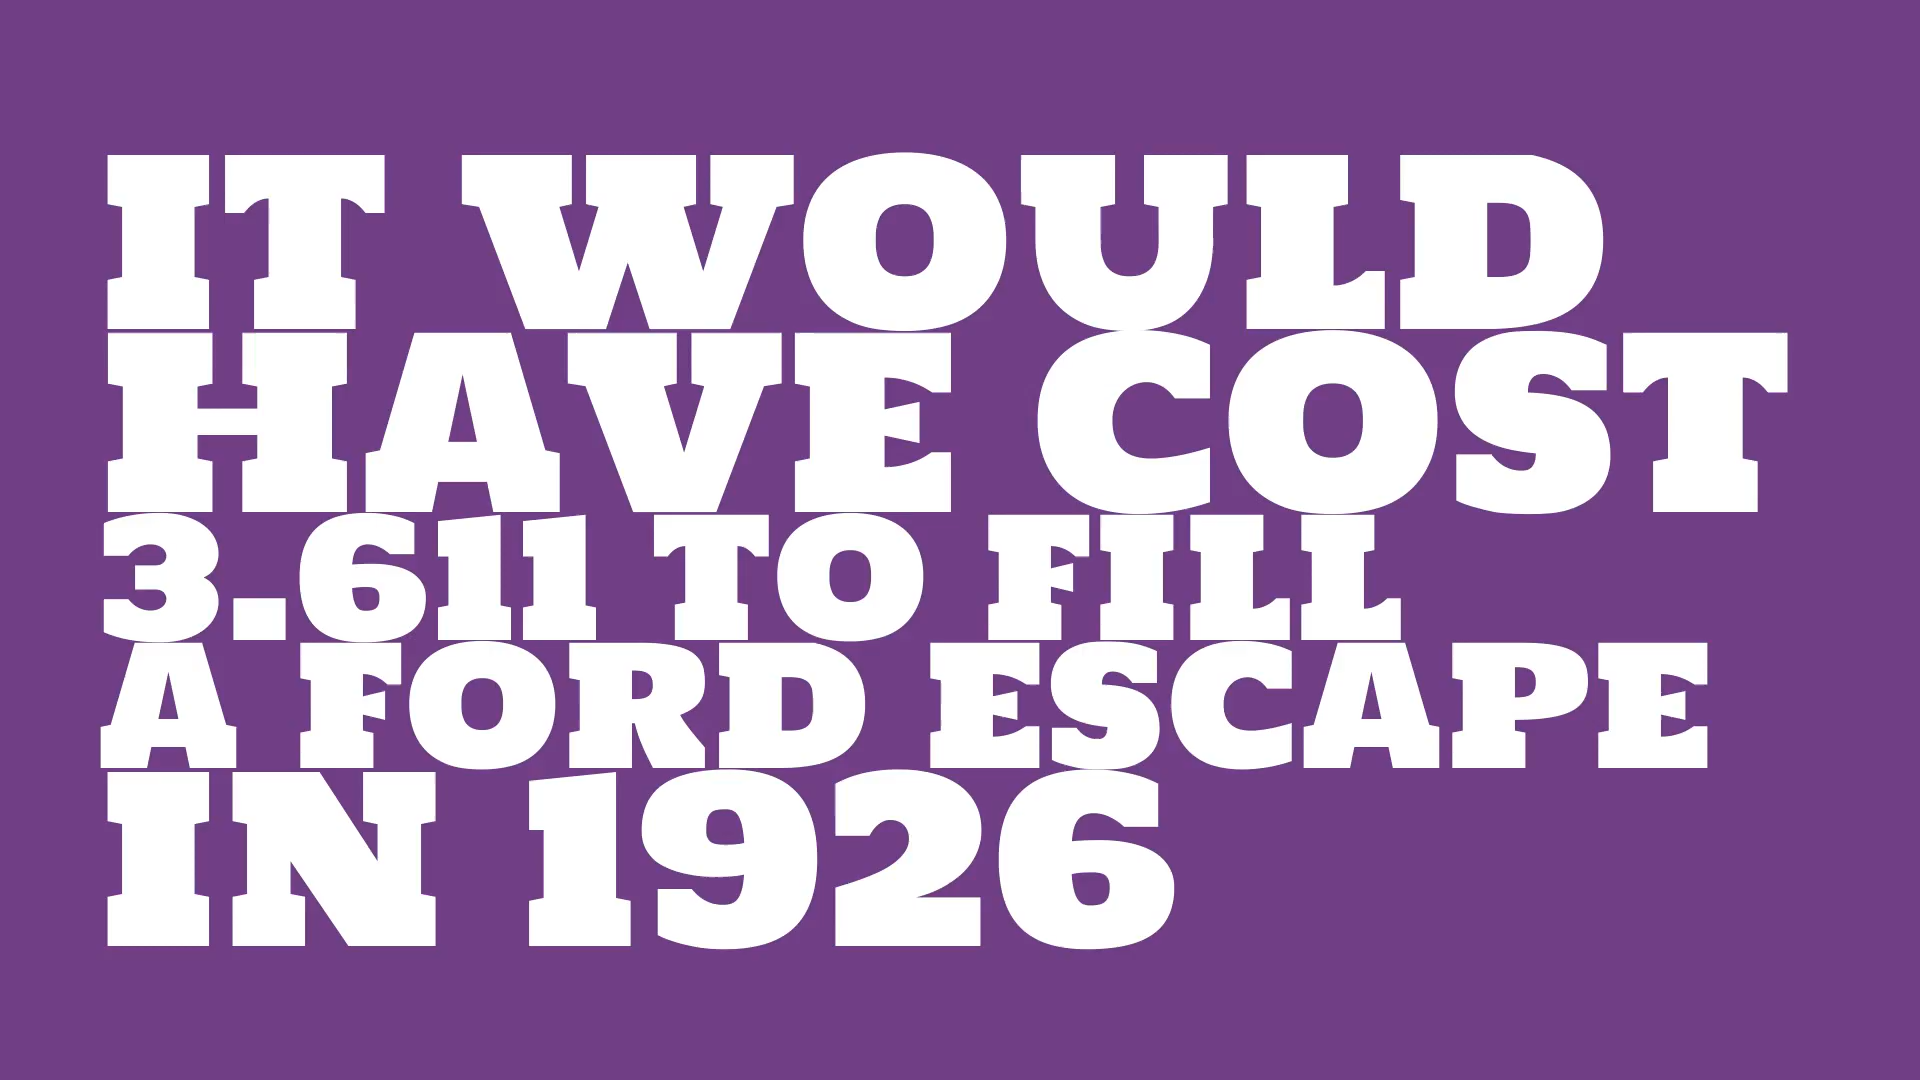 IT WOULD
HAVE COST
3.611 TO FILL
A FORD ESCAPE
IN 1926